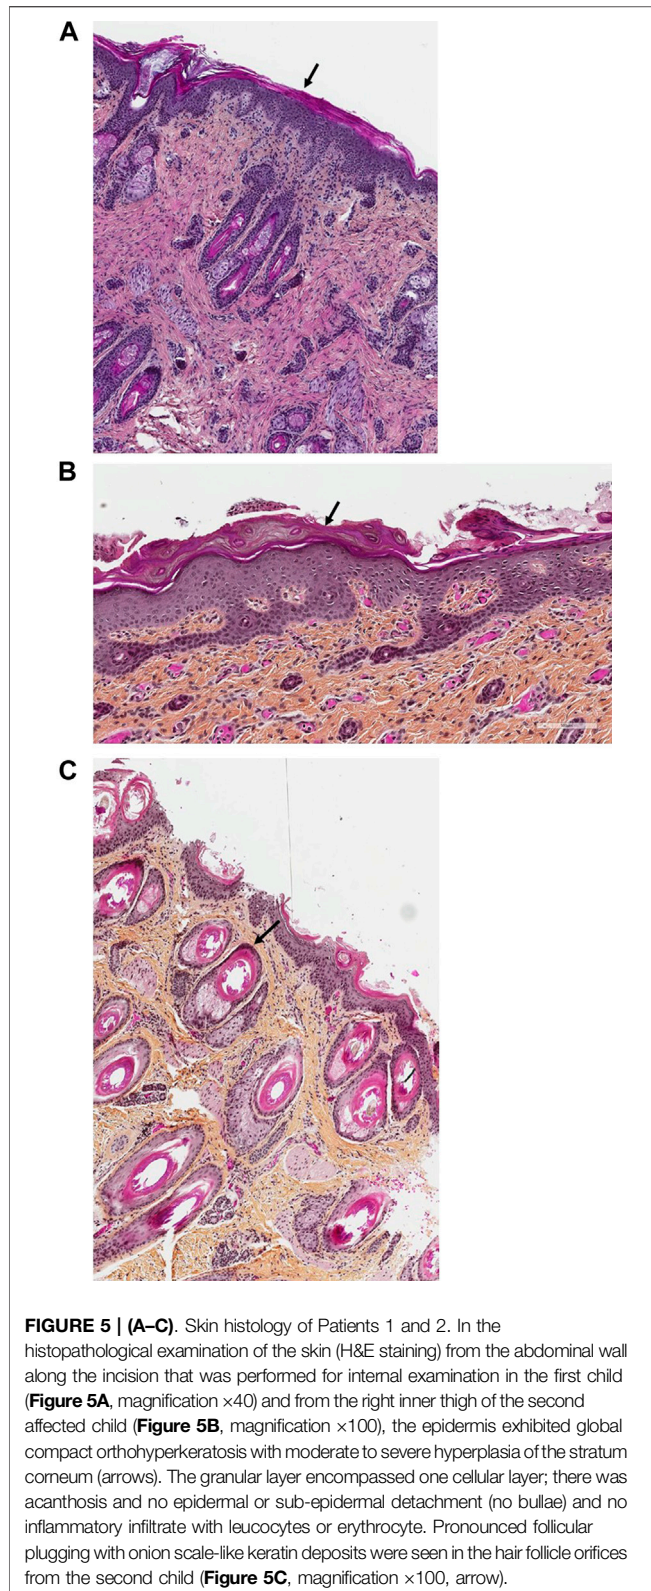 A
B
C
FIGURE 5 | (A–C). Skin histology of Patients 1 and 2. In the
histopathological examination of the skin (H&E staining) from the abdominal wall
along the incision that was performed for internal examination in the first child
(Figure 5A, magnification ×40) and from the right inner thigh of the second
affected child (Figure 5B, magnification ×100), the epidermis exhibited global
compact orthohyperkeratosis with moderate to severe hyperplasia of the stratum
corneum (arrows). The granular layer encompassed one cellular layer; there was
acanthosis and no epidermal or sub-epidermal detachment (no bullae) and no
inflammatory infiltrate with leucocytes or erythrocyte. Pronounced follicular
plugging with onion scale-like keratin deposits were seen in the hair follicle orifices
from the second child (Figure 5C, magnification ×100, arrow).